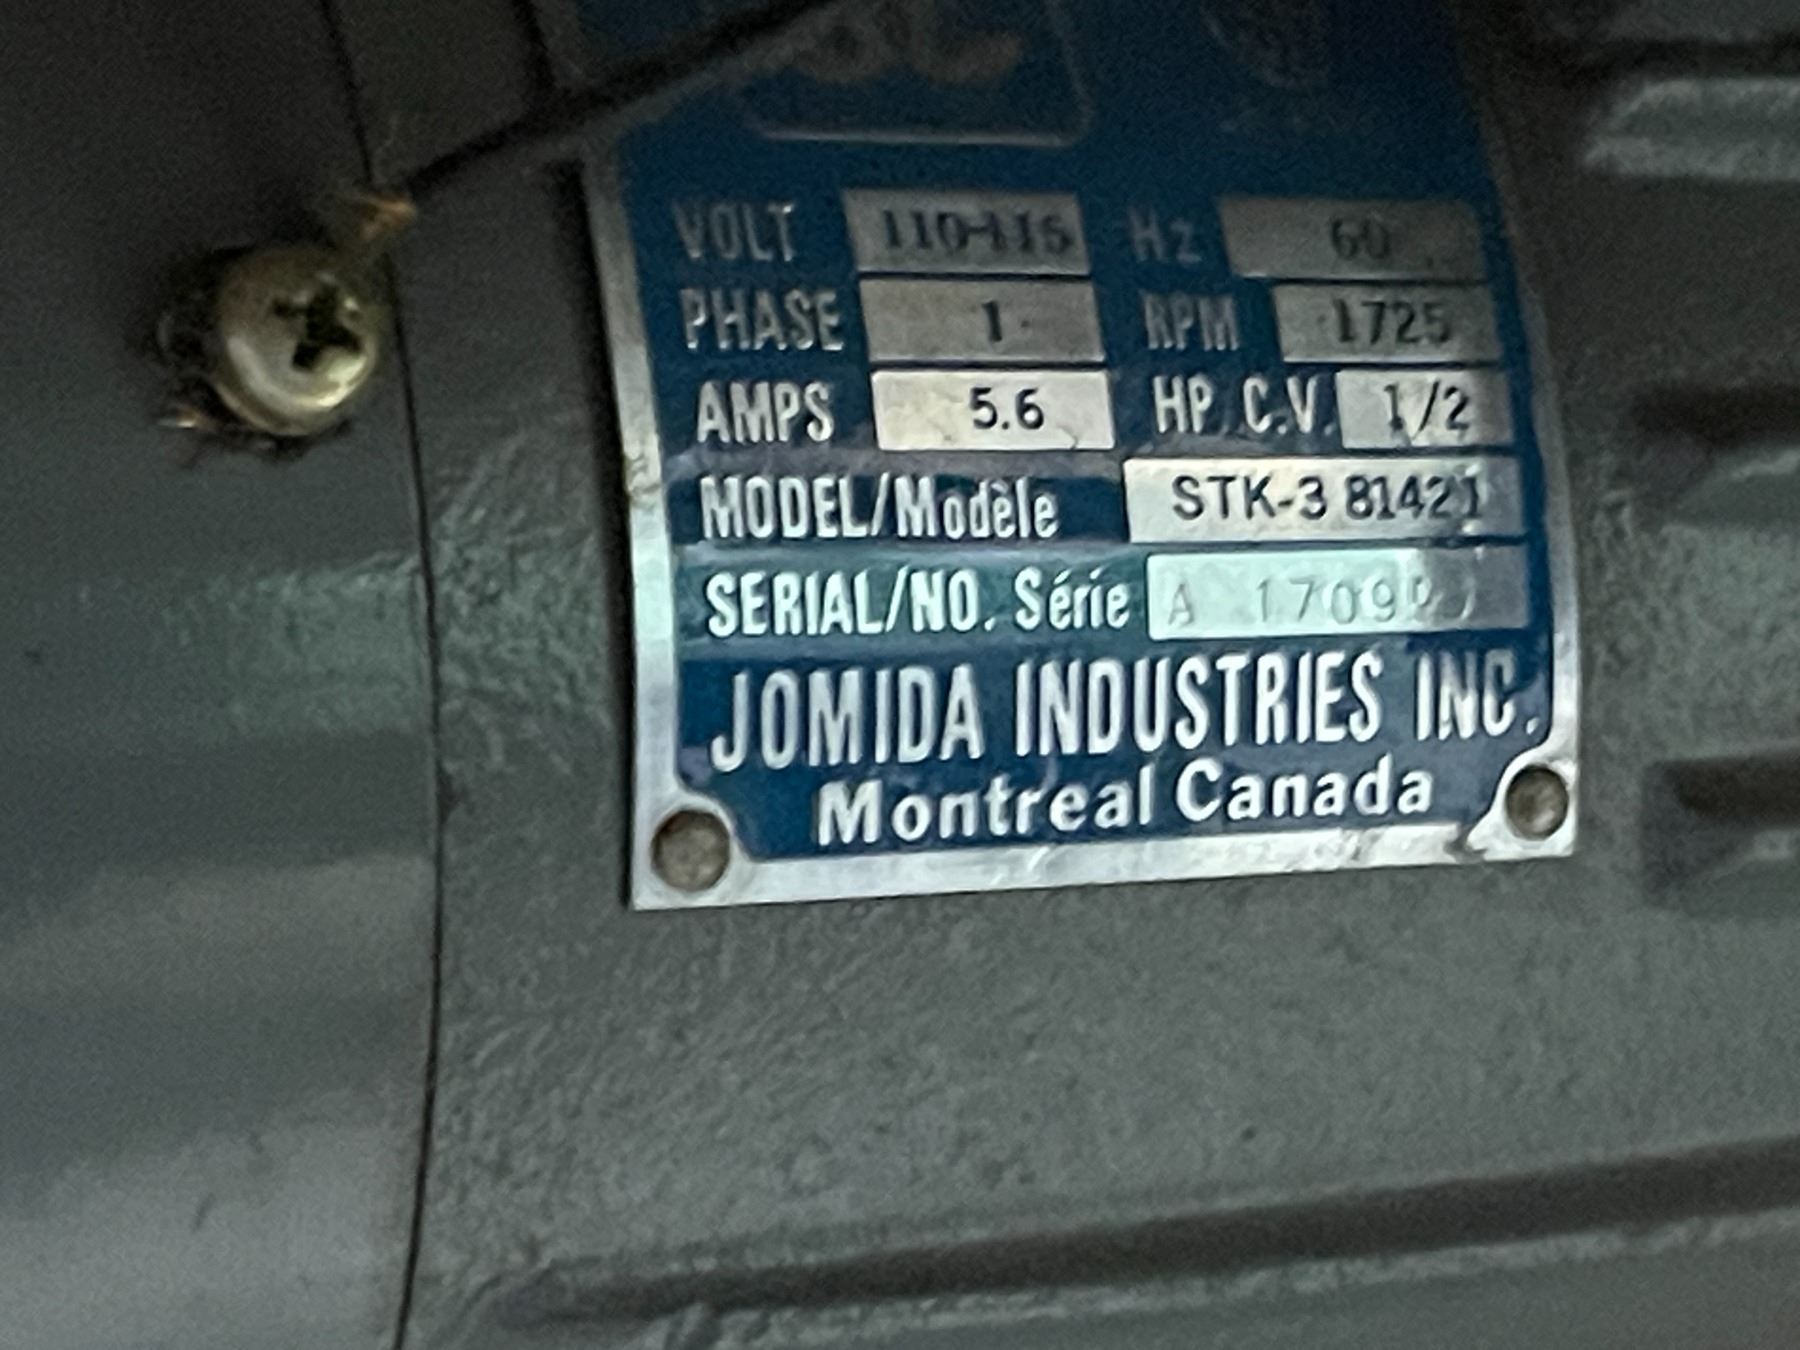 VOLT 110-115 Hz 60
PHASE 1 RPM 1725
AMPS 5.6 HP. C.V. 1/2
MODEL/Modèle STK-3 81421
SERIAL/NO. Série A
JOMIDA INDUSTRIES INC.
Montreal Canada